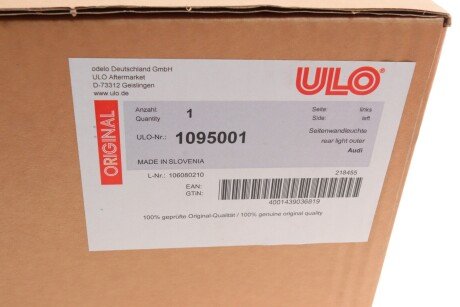 odelo Deutschland GmbH
ULO Aftermarket
D-73312 Geislingen
www.ulo.de
ULO®
ORIGINAL
Anzahl: 1 Seite: links
Quantity Side: left
ULO-Nr.: 1095001
Seitenwandleuchte
rear light outer
Audi
MADE IN SLOVENIA
L-Nr.: 106080210
218465
EAN:
GTIN:
4001439036819
100% geprüfte Original-Qualität / 100% genuine original quality